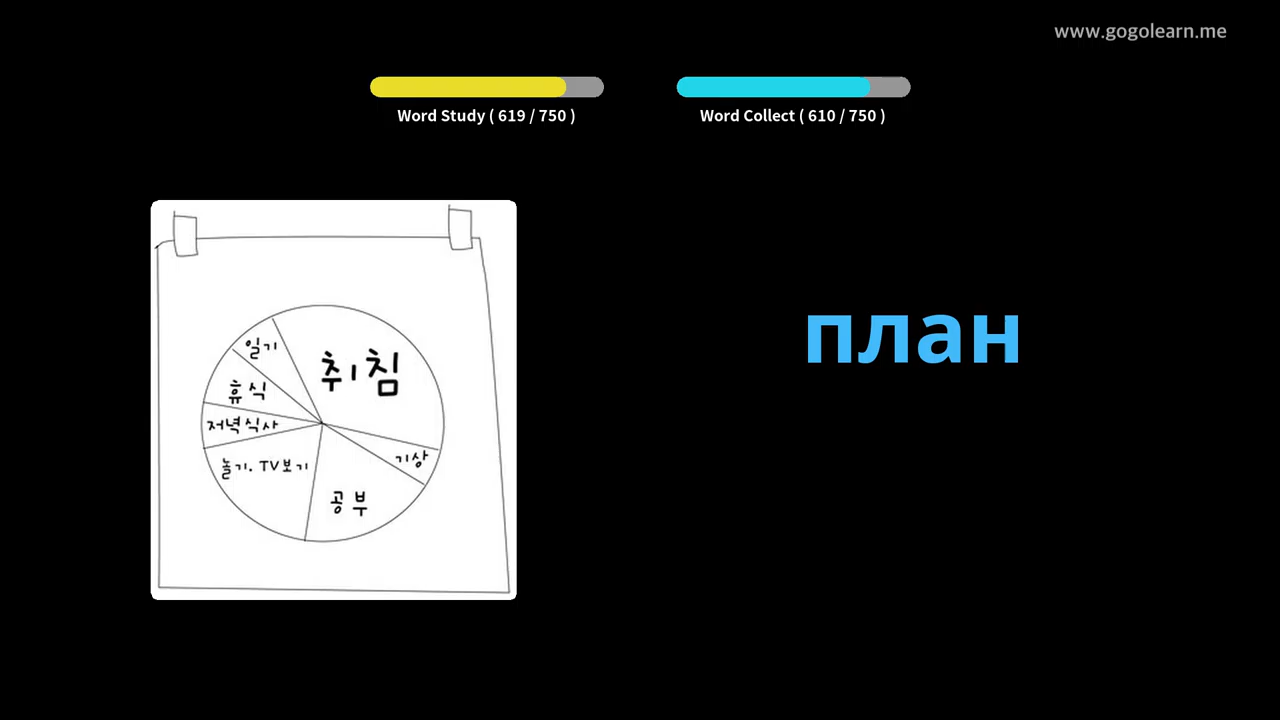 www.gogolearn.me
Word Study ( 619 / 750 )
Word Collect ( 610 / 750 )
일기
취침
휴식
저녁식사
놀기. TV보기
기상
공부
план